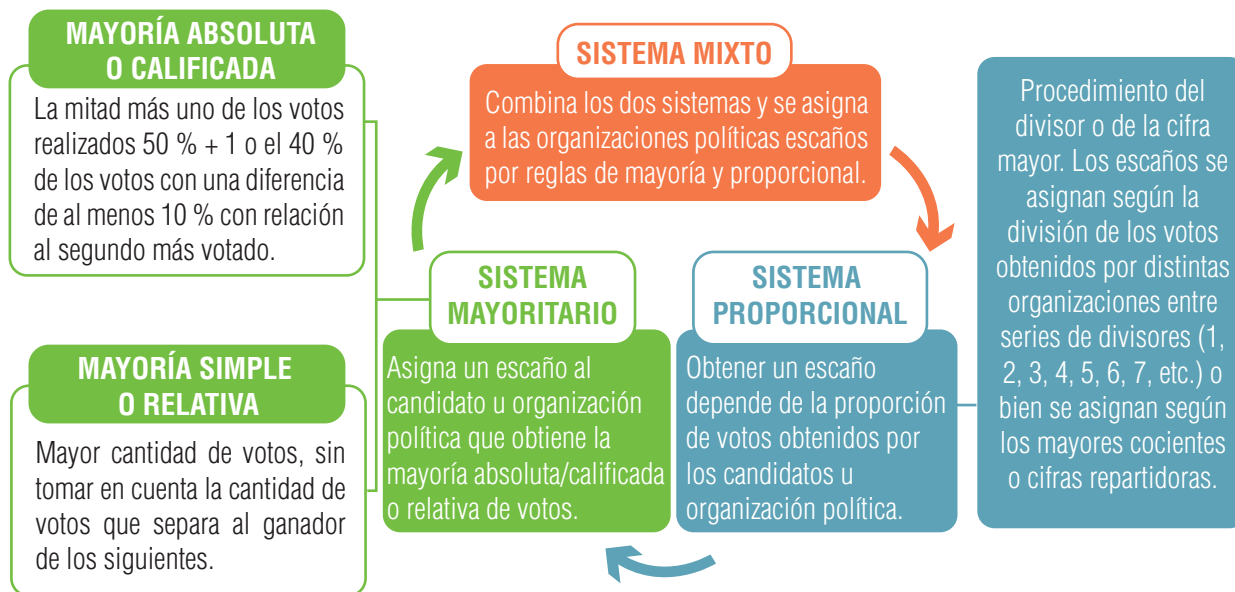 MAYORÍA ABSOLUTA
O CALIFICADA
La mitad más uno de los votos
realizados 50 % + 1 o el 40 %
de los votos con una diferencia
de al menos 10 % con relación
al segundo más votado.
MAYORÍA SIMPLE
O RELATIVA
Mayor cantidad de votos, sin
tomar en cuenta la cantidad de
votos que separa al ganador
de los siguientes.
SISTEMA MIXTO
Combina los dos sistemas y se asigna
a las organizaciones políticas escaños
por reglas de mayoría y proporcional.
SISTEMA
MAYORITARIO
Asigna un escaño al
candidato u organización
política que obtiene la
mayoría absoluta/calificada
o relativa de votos.
SISTEMA
PROPORCIONAL
Obtener un escaño
depende de la proporción
de votos obtenidos por
los candidatos u
organización política.
Procedimiento del
divisor o de la cifra
mayor. Los escaños se
asignan según la
división de los votos
obtenidos por distintas
organizaciones entre
series de divisores (1,
2, 3, 4, 5, 6, 7, etc.) o
bien se asignan según
los mayores cocientes
o cifras repartidoras.